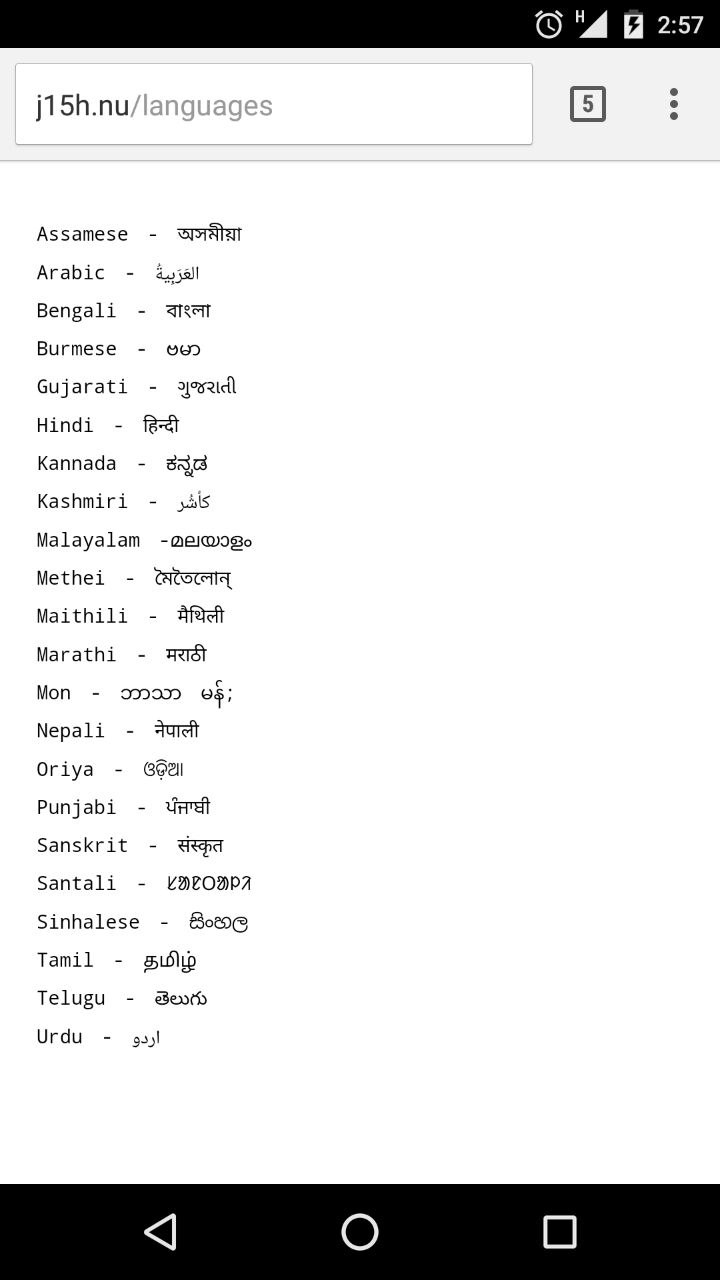 H 2:57
j15h.nu/languages 5
Assamese - অসমীয়া
Arabic - العَرَبِيةُ
Bengali - বাংলা
Burmese - ဗမာ
Gujarati - ગુજરાતી
Hindi - हिन्दी
Kannada - ಕನ್ನಡ
Kashmiri - كأشُر
Malayalam -മലയാളം
Methei - মৈতৈলোন্
Maithili - मैथिली
Marathi - मराठी
Mon - ဘာသာ မန်;
Nepali - नेपाली
Oriya - ଓଡ଼ିଆ
Punjabi - ਪੰਜਾਬੀ
Sanskrit - संस्कृत
Santali -
Sinhalese - සිංහල
Tamil - தமிழ்
Telugu - తెలుగు
Urdu - اردو